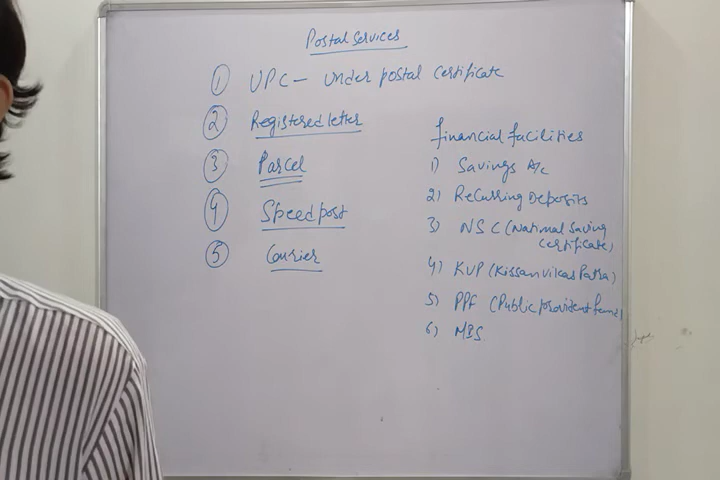 Postal Services
① UPC - Under postal certificate
② Registered letter
③ Parcel
④ Speed post
⑤ Courier
financial facilities
1) Savings A/c
2) ReCurring Deposits
3) NSC (National Saving
certificate)
4) KVP (Kissan vikas Patra)
5) PPF (Public provident fund)
6) MIS